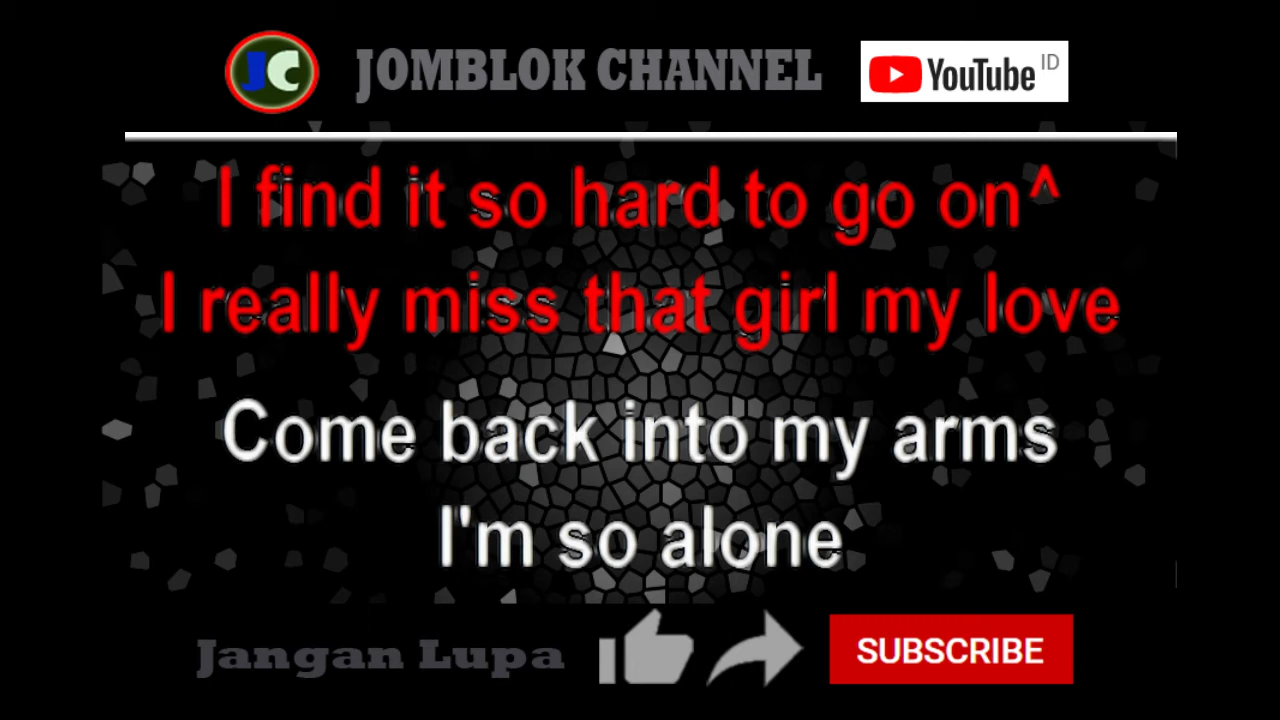 JC JOMBLOK CHANNEL YouTube ID
I find it so hard to go on^
I really miss that girl my love
Come back into my arms
I'm so alone
Jangan Lupa SUBSCRIBE